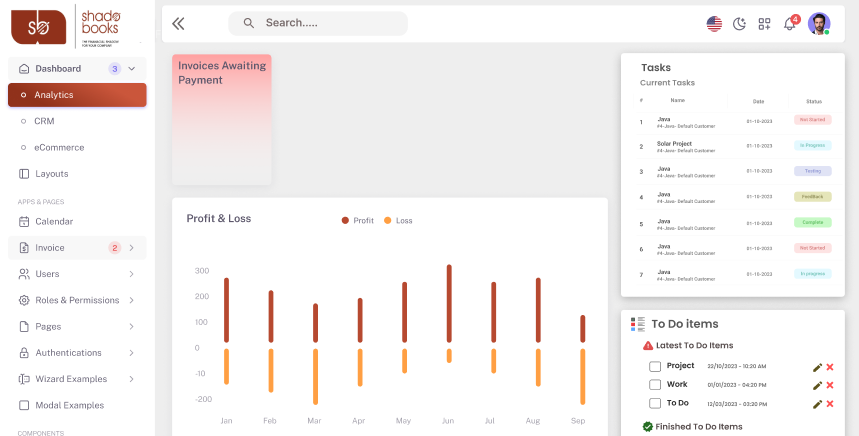 shado
books
THE FINANCIAL SHADOW
FOR YOUR COMPANY
Search.....
4
Dashboard 3
Analytics
CRM
eCommerce
Layouts
APPS & PAGES
Calendar
Invoice 2
Users
Roles & Permissions
Pages
Authentications
Wizard Examples
Modal Examples
COMPONENTS
Invoices Awaiting
Payment
Profit & Loss
Profit Loss
300
200
100
0
-10
-200
Jan Feb Mar Apr May Jun Jul Aug Sep
Tasks
Current Tasks
# Name Date Status
1 Java 01-10-2023 Not Started
#4-Java- Default Customer
2 Solar Project 01-10-2023 In Progress
#4-Java- Default Customer
3 Java 01-10-2023 Testing
#4-Java- Default Customer
4 Java 01-10-2023 FeedBack
#4-Java- Default Customer
5 Java 01-10-2023 Complete
#4-Java- Default Customer
6 Java 01-10-2023 Not Started
#4-Java- Default Customer
7 Java 01-10-2023 In progress
#4-Java- Default Customer
To Do items
Latest To Do Items
Project 22/10/2023 - 10:20 AM
Work 01/01/2023 - 04:20 PM
To Do 12/03/2023 - 03:20 PM
Finished To Do Items